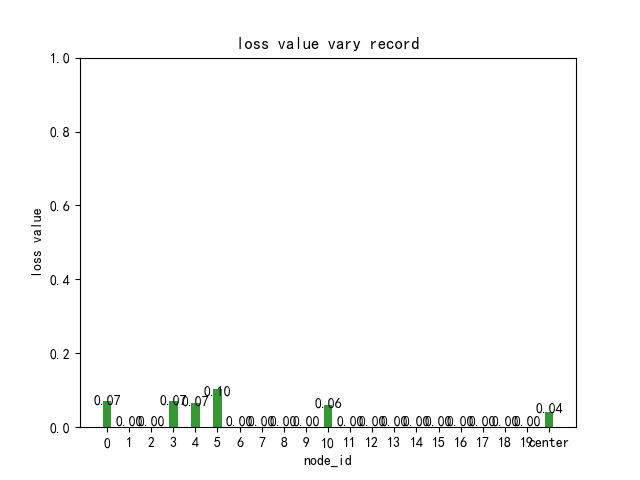 loss value vary record
loss value
1.0
0.8
0.6
0.4
0.2
0.0
0.07 0.00 0.00 0.07 0.07 0.10 0.00 0.00 0.00 0.00 0.06 0.00 0.00 0.00 0.00 0.00 0.00 0.00 0.00 0.00 0.04
0 1 2 3 4 5 6 7 8 9 10 11 12 13 14 15 16 17 18 19 center
node_id